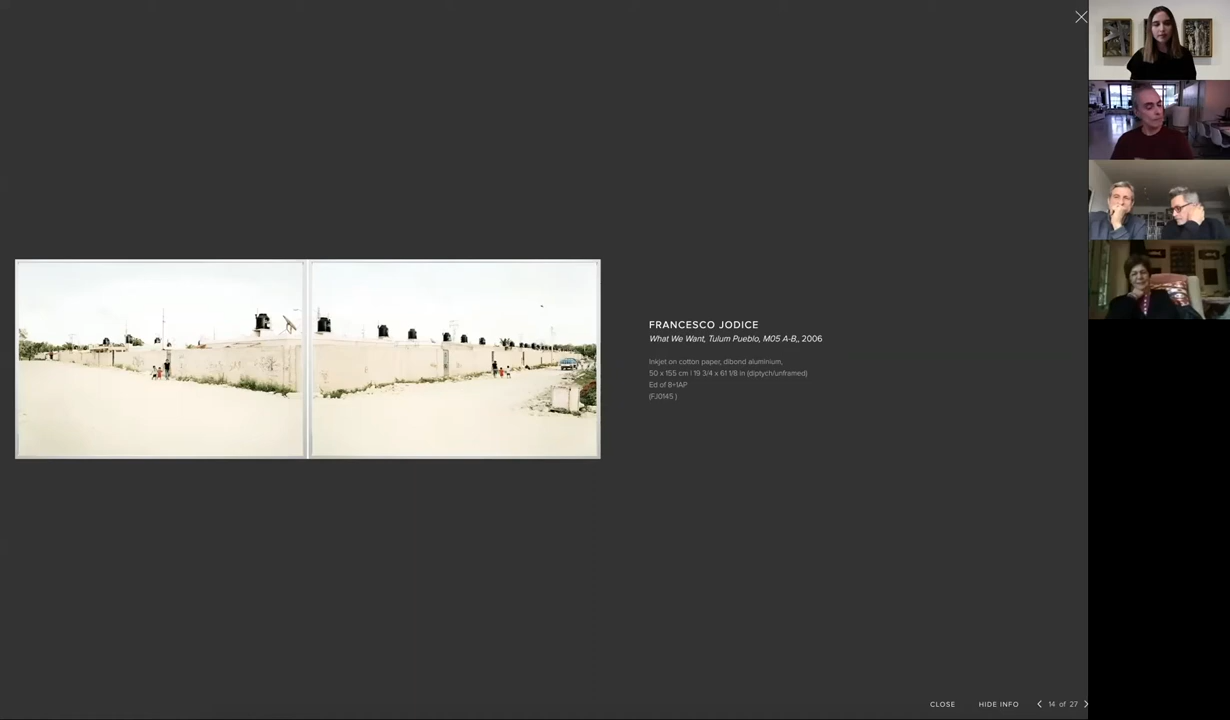 FRANCESCO JODICE
What We Want, Tulum Pueblo, M05 A-B,, 2006
Inkjet on cotton paper, dibond aluminium,
50 x 155 cm | 19 3/4 x 61 1/8 in (diptych/unframed)
Ed of 8+1AP
(FJ0145 )
CLOSE HIDE INFO 14 of 27